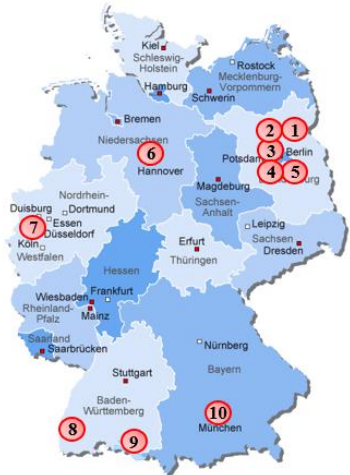 Kiel
Schleswig-
Holstein
Rostock
Mecklenburg-
Vorpommern
Hamburg
Schwerin
Bremen
2 1
Niedersachsen
6
3 Berlin
Potsdam
Hannover
4 5
Magdeburg
Sachsen-
Anhalt
Nordrhein-
Duisburg
Dortmund
7
Essen
Düsseldorf
Köln
Westfalen
Leipzig
Sachsen
Dresden
Erfurt
Thüringen
Hessen
Wiesbaden
Frankfurt
Rheinland-
Pfalz
Mainz
Saarland
Saarbrücken
Nürnberg
Bayern
Stuttgart
Baden-
Württemberg
8
9
10
München